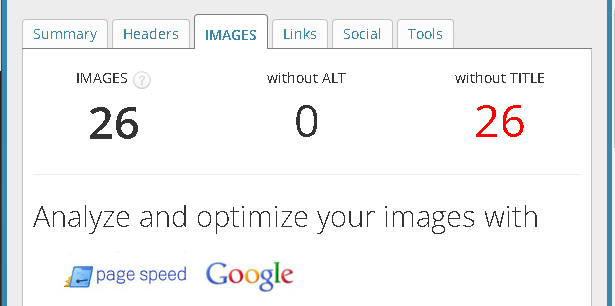 Summary Headers IMAGES Links Social Tools
IMAGES ? without ALT without TITLE
26 0 26
Analyze and optimize your images with
page speed Google